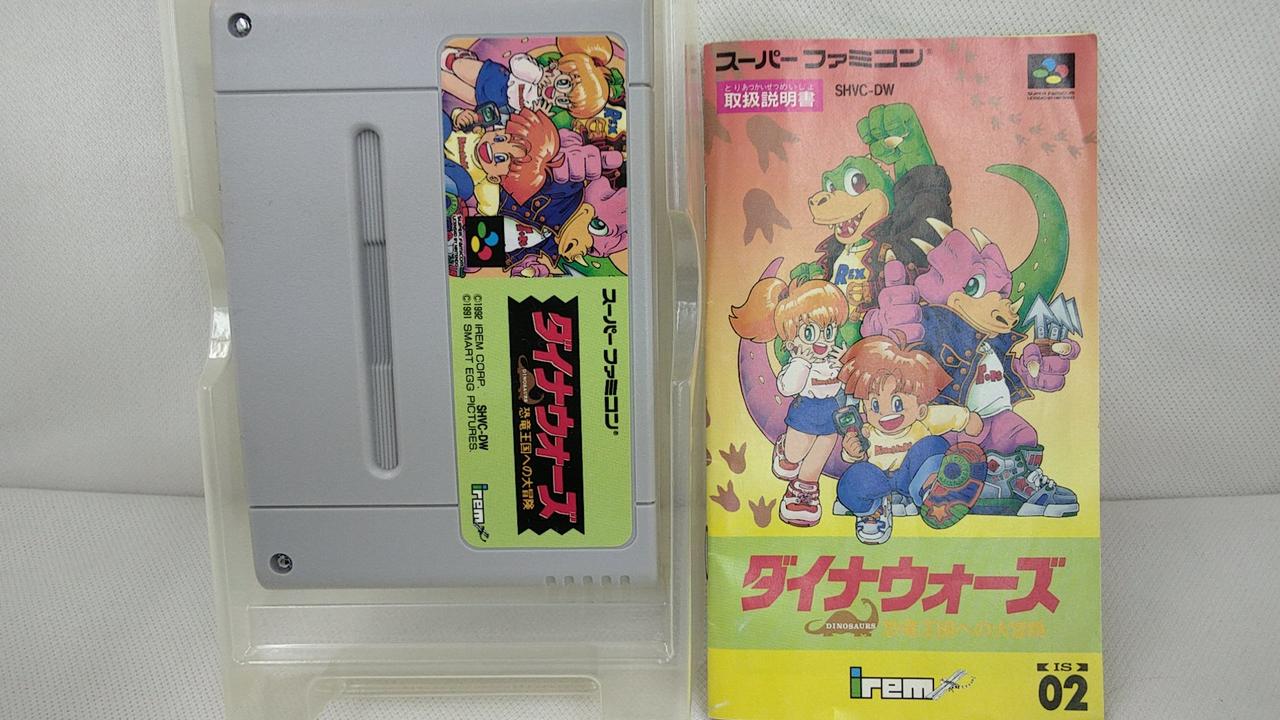 スーパーファミコン®
ダイナウォーズ
DINOSAURS
恐竜王国への大冒険
SHVC-DW
©1992 IREM CORP.
©1991 SMART EGG PICTURES.
irem
REX
スーパーファミコン®
とりあつかいせつめいしょ
取扱説明書
SHVC-DW
SUPER FAMICOM
REX
ダイナウォーズ
DINOSAURS
恐竜王国への大冒険
irem
IS
02